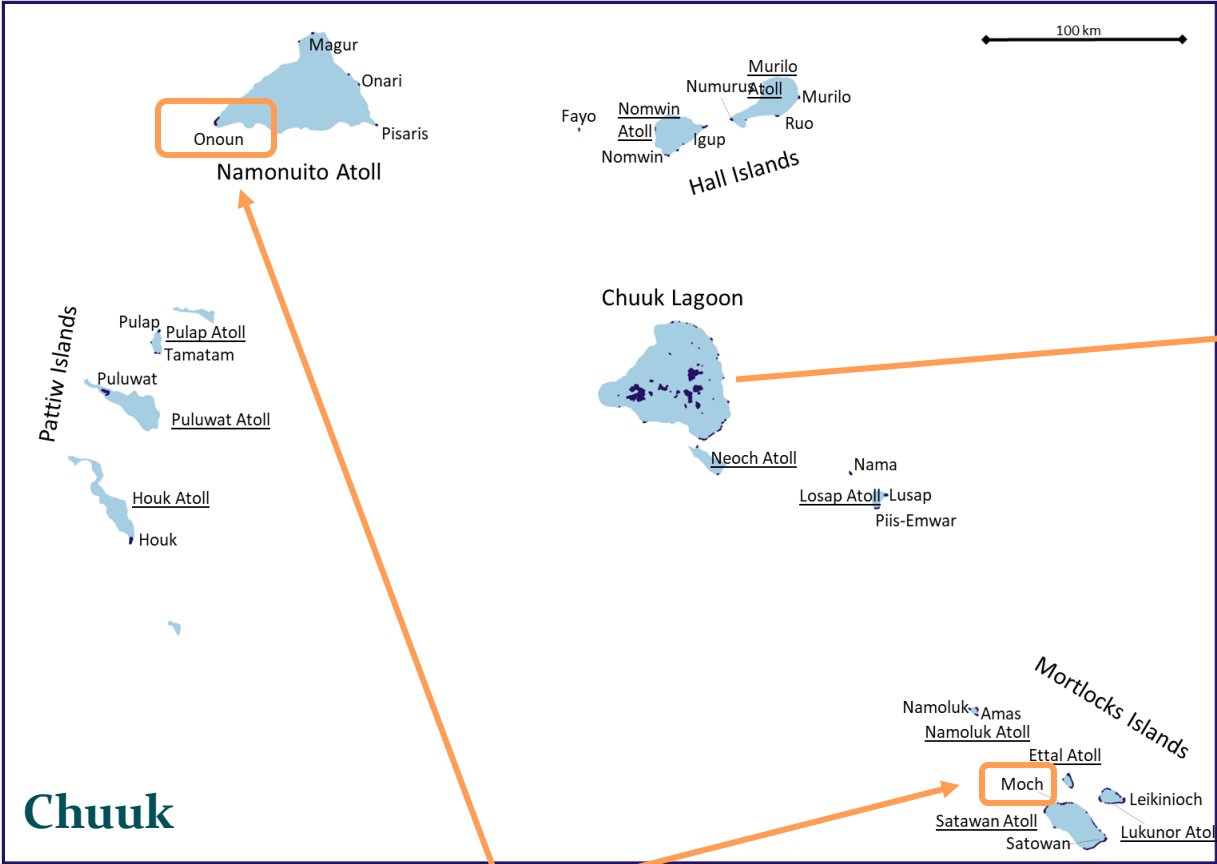 100 km
Magur
Onari
Onoun
Pisaris
Namonuito Atoll
Murilo
Atoll
Numurus
Murilo
Ruo
Fayo
Nomwin
Atoll
Igup
Nomwin
Hall Islands
Chuuk Lagoon
Pattiw Islands
Pulap
Pulap Atoll
Tamatam
Puluwat
Puluwat Atoll
Houk Atoll
Houk
Neoch Atoll
Nama
Losap Atoll
Lusap
Piis-Emwar
Mortlocks Islands
Namoluk
Amas
Namoluk Atoll
Ettal Atoll
Moch
Leikinioch
Satawan Atoll
Lukunor Atol
Satowan
Chuuk